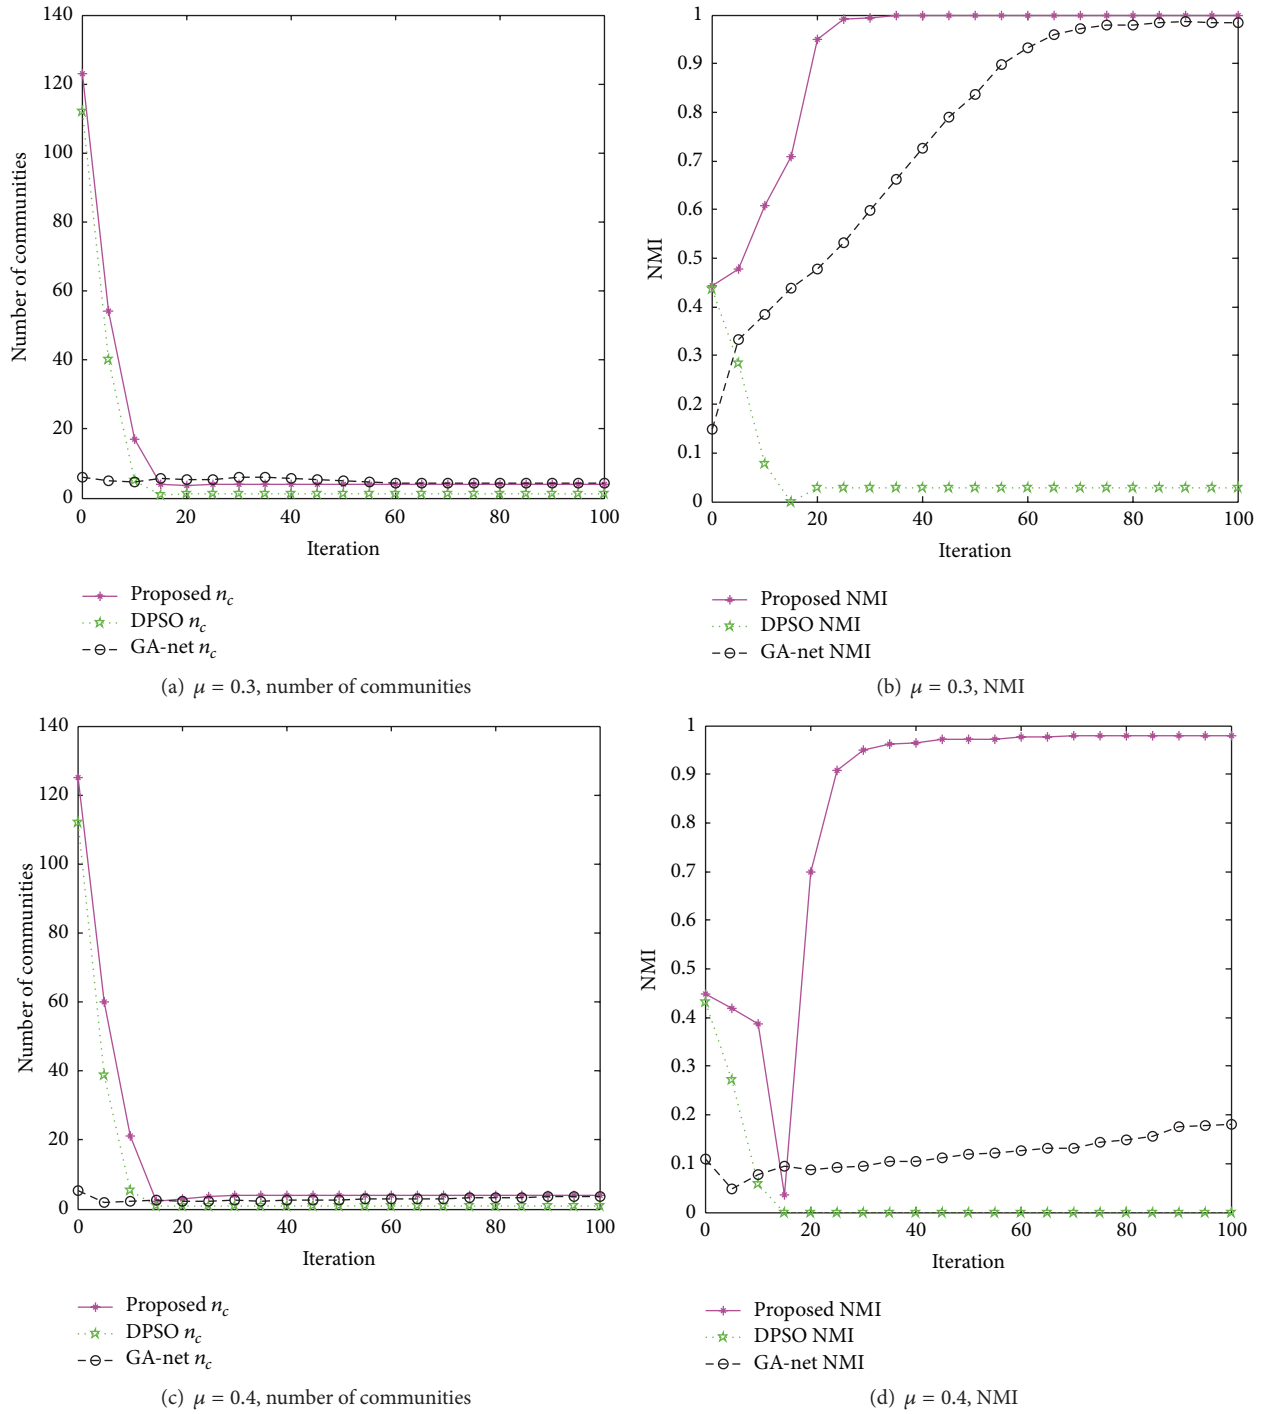 140
120
100
80
60
40
20
0
Number of communities
0 20 40 60 80 100
Iteration
Proposed n_c
DPSO n_c
GA-net n_c
(a) μ = 0.3, number of communities
1
0.9
0.8
0.7
0.6
0.5
0.4
0.3
0.2
0.1
0
NMI
0 20 40 60 80 100
Iteration
Proposed NMI
DPSO NMI
GA-net NMI
(b) μ = 0.3, NMI
140
120
100
80
60
40
20
0
Number of communities
0 20 40 60 80 100
Iteration
Proposed n_c
DPSO n_c
GA-net n_c
(c) μ = 0.4, number of communities
1
0.9
0.8
0.7
0.6
0.5
0.4
0.3
0.2
0.1
0
NMI
0 20 40 60 80 100
Iteration
Proposed NMI
DPSO NMI
GA-net NMI
(d) μ = 0.4, NMI